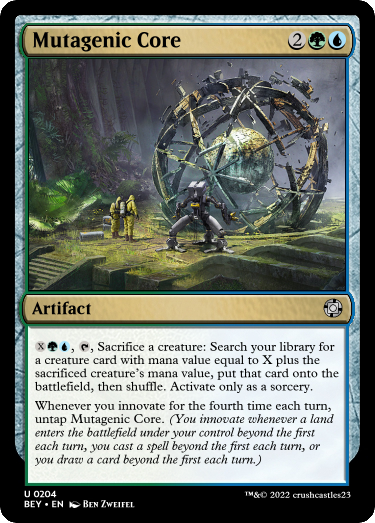 Mutagenic Core 2
Artifact
X, Sacrifice a creature: Search your library for
a creature card with mana value equal to X plus the
sacrificed creature's mana value, put that card onto the
battlefield, then shuffle. Activate only as a sorcery.
Whenever you innovate for the fourth time each turn,
untap Mutagenic Core. (You innovate whenever a land
enters the battlefield under your control beyond the first
each turn, you cast a spell beyond the first each turn, or
you draw a card beyond the first each turn.)
U 0204
BEY • EN Ben Zweifel
™&© 2022 crushcastles23